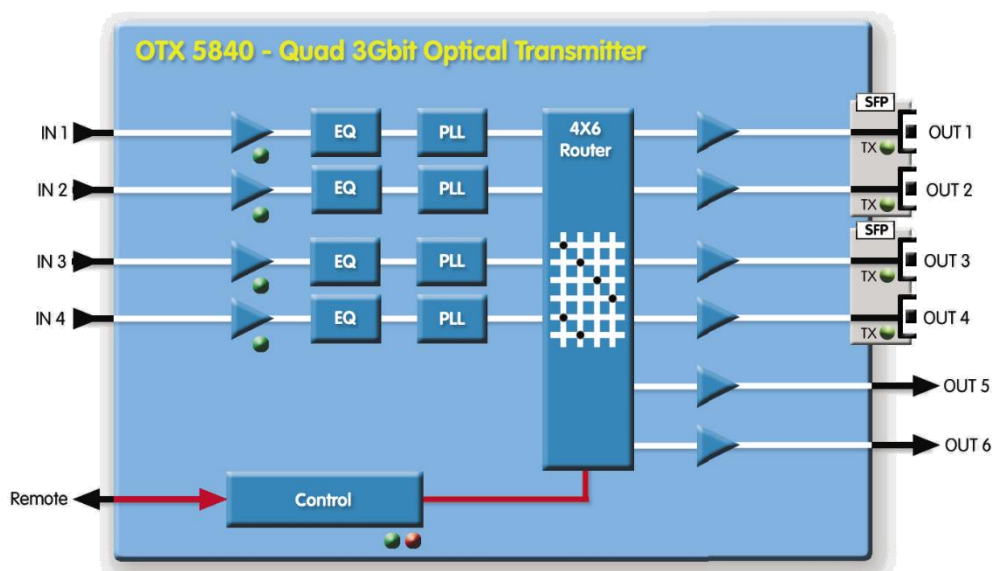 OTX 5840 - Quad 3Gbit Optical Transmitter
SFP
IN 1
EQ
PLL
4X6
Router
OUT 1
TX
IN 2
EQ
PLL
OUT 2
TX
SFP
IN 3
EQ
PLL
OUT 3
TX
IN 4
EQ
PLL
OUT 4
TX
OUT 5
OUT 6
Remote
Control